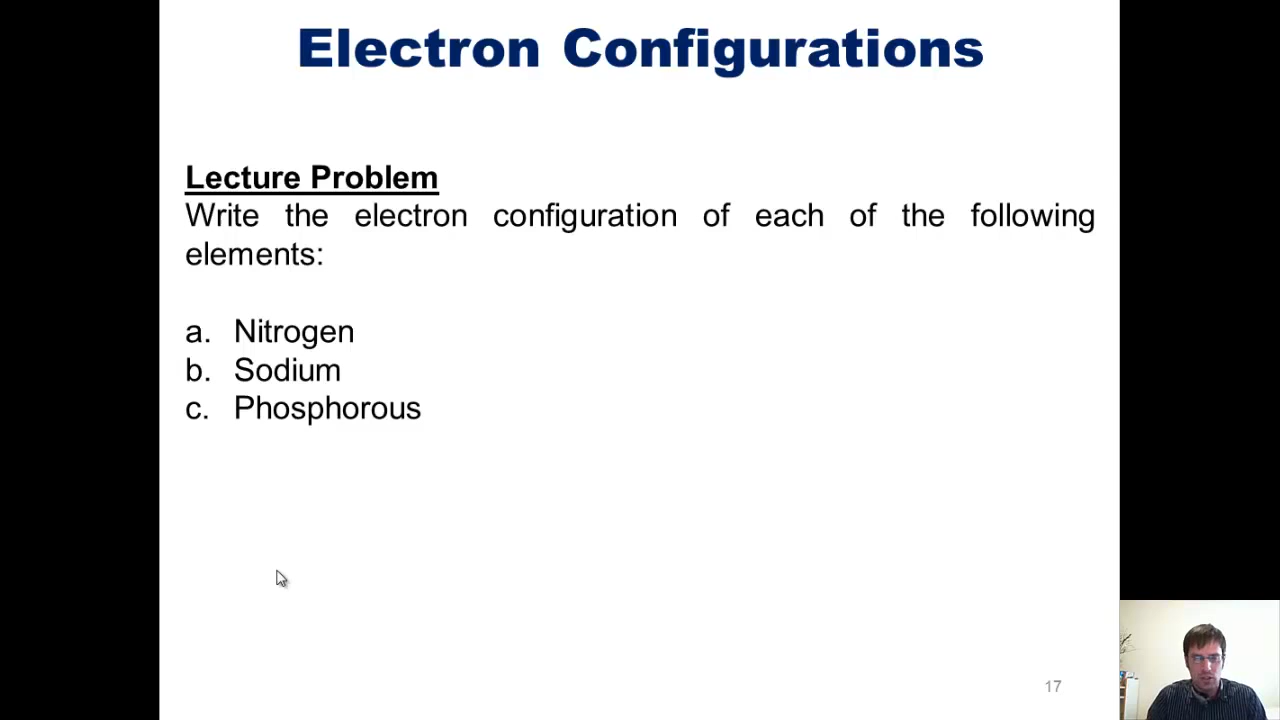 Electron Configurations
Lecture Problem
Write the electron configuration of each of the following
elements:
a. Nitrogen
b. Sodium
c. Phosphorous
17